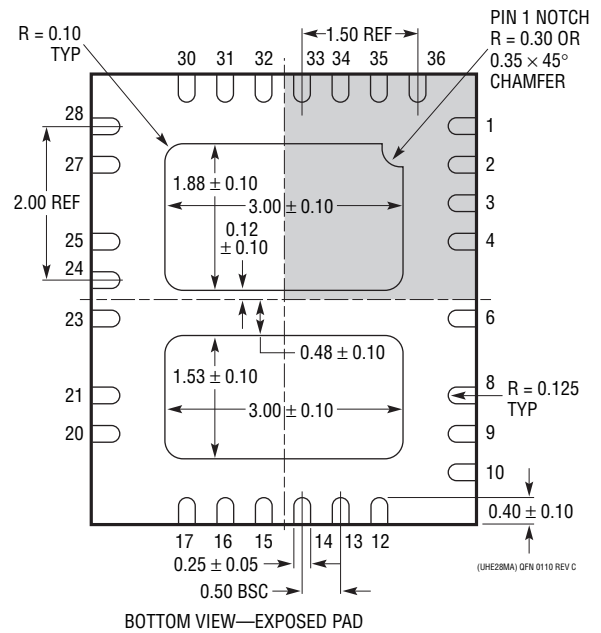 R = 0.10
TYP
1.50 REF
PIN 1 NOTCH
R = 0.30 OR
0.35 × 45°
CHAMFER
30 31 32 33 34 35 36
28
27
2.00 REF
25
24
23
21
20
1
2
3
4
6
8
9
10
1.88 ± 0.10
3.00 ± 0.10
0.12
± 0.10
0.48 ± 0.10
1.53 ± 0.10
3.00 ± 0.10
R = 0.125
TYP
0.40 ± 0.10
17 16 15 14 13 12
0.25 ± 0.05
0.50 BSC
(UHE28MA) QFN 0110 REV C
BOTTOM VIEW—EXPOSED PAD